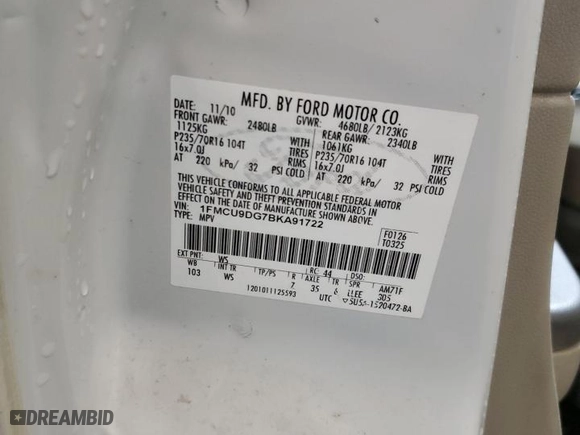 MFD. BY FORD MOTOR CO.
DATE: 11/10 GVWR: 4680LB/ 2123KG
FRONT GAWR: 2480LB REAR GAWR: 2340LB
1125KG WITH 1061KG WITH
P235/70R16 104T TIRES P235/70R16 104T TIRES
16x7.0J RIMS 16x7.0J RIMS
AT 220 kPa/ 32 PSI COLD AT 220 kPa/ 32 PSI COLD
THIS VEHICLE CONFORMS TO ALL APPLICABLE FEDERAL MOTOR
VEHICLE SAFETY AND THEFT PREVENTION STANDARDS IN
EFFECT ON THE DATE OF MANUFACTURE SHOWN ABOVE.
VIN: 1FMCU9DG7BKA91722
TYPE: MPV
F0126
T0325
EXT PNT: WS RC: 44 DSO:
WB INT TR TP/PS R AXLE TR SPR AM71F
103 WS 7 35 6 305
1201011125593 UTC
DREAMBID